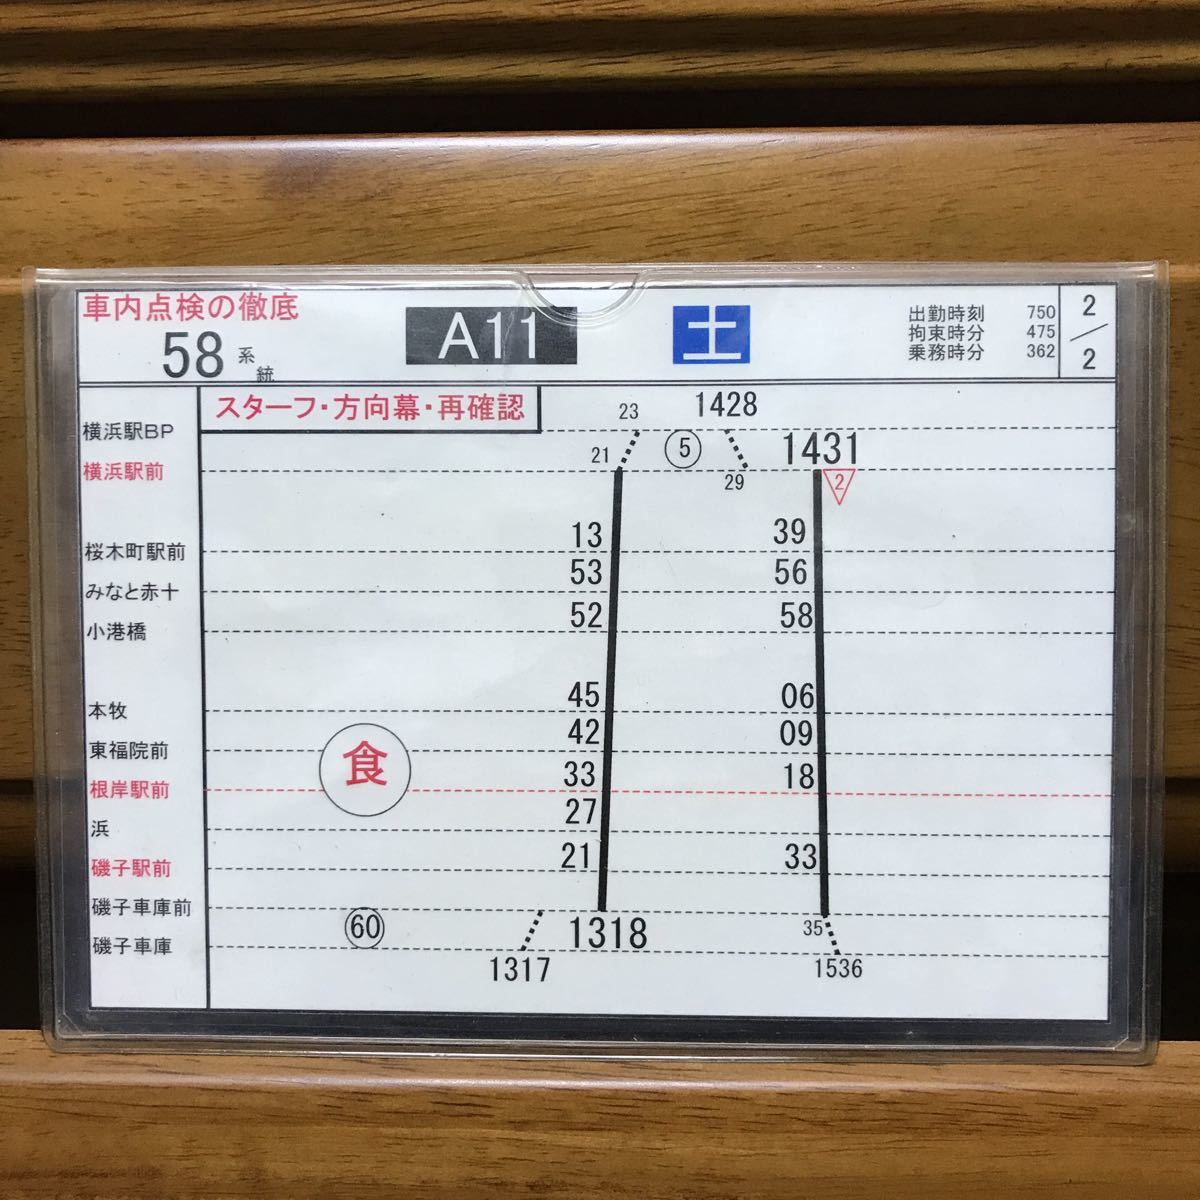 車内点検の徹底
58系統
A11
土
出勤時刻 750
拘束時分 475
乗務時分 362
2/2
スターフ・方向幕・再確認
23 1428
横浜駅BP
⑤ 1431
横浜駅前 21 29 2
桜木町駅前 13 39
みなと赤十 53 56
小港橋 52 58
本牧 45 06
東福院前 42 09
食
根岸駅前 33 18
浜 27
磯子駅前 21 33
磯子車庫前 60 1318 35
磯子車庫
1317 1536